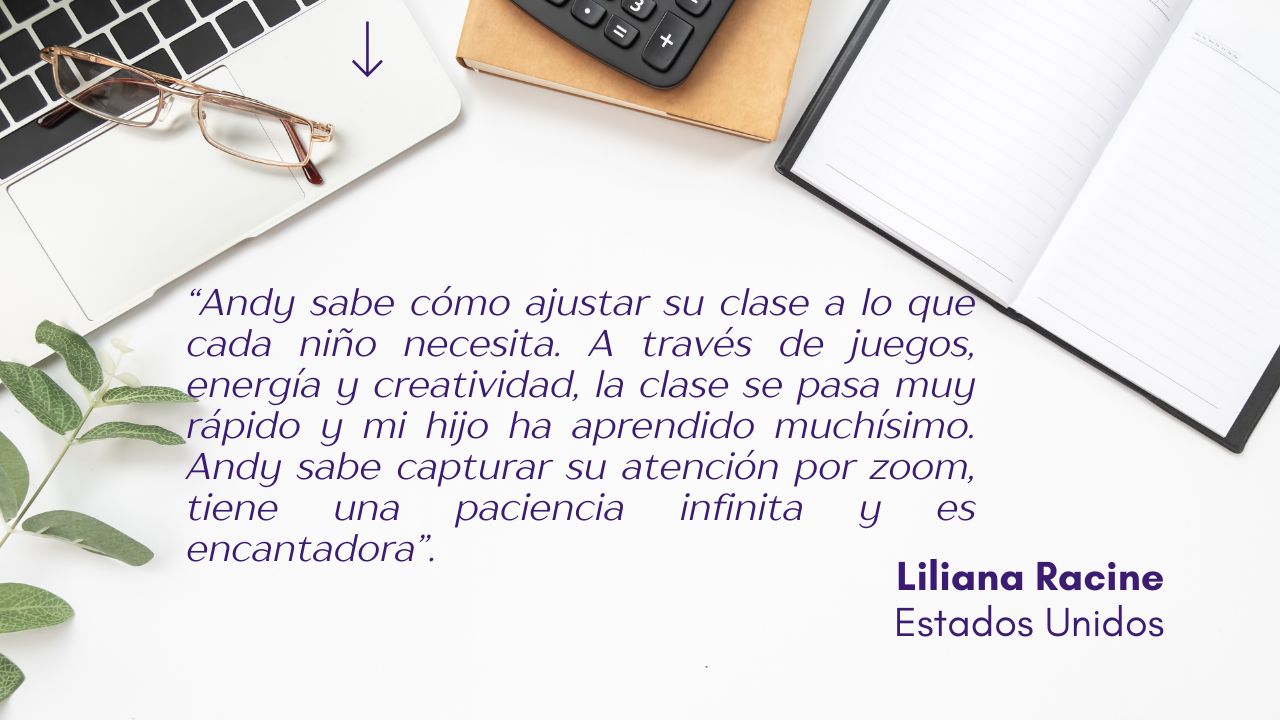 3
=
+
“Andy sabe cómo ajustar su clase a lo que
cada niño necesita. A través de juegos,
energía y creatividad, la clase se pasa muy
rápido y mi hijo ha aprendido muchísimo.
Andy sabe capturar su atención por zoom,
tiene una paciencia infinita y es
encantadora”.
Liliana Racine
Estados Unidos